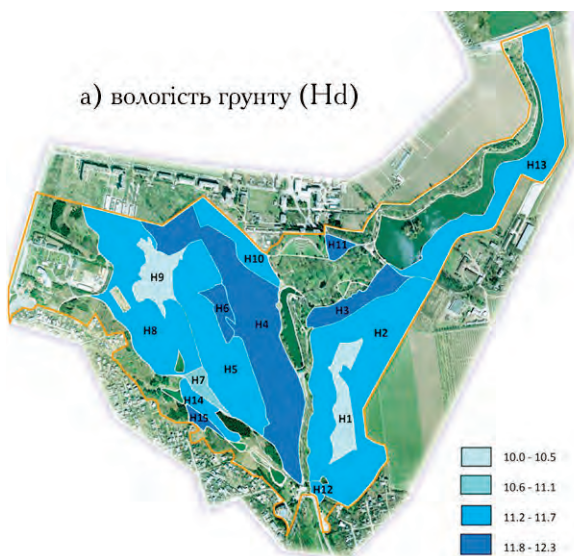 а) вологість ґрунту (Hd)
H13
H11
H10
H9
H6
H4
H3
H8
H2
H5
H7
H14
H15
H1
H12
10.0 - 10.5
10.6 - 11.1
11.2 - 11.7
11.8 - 12.3